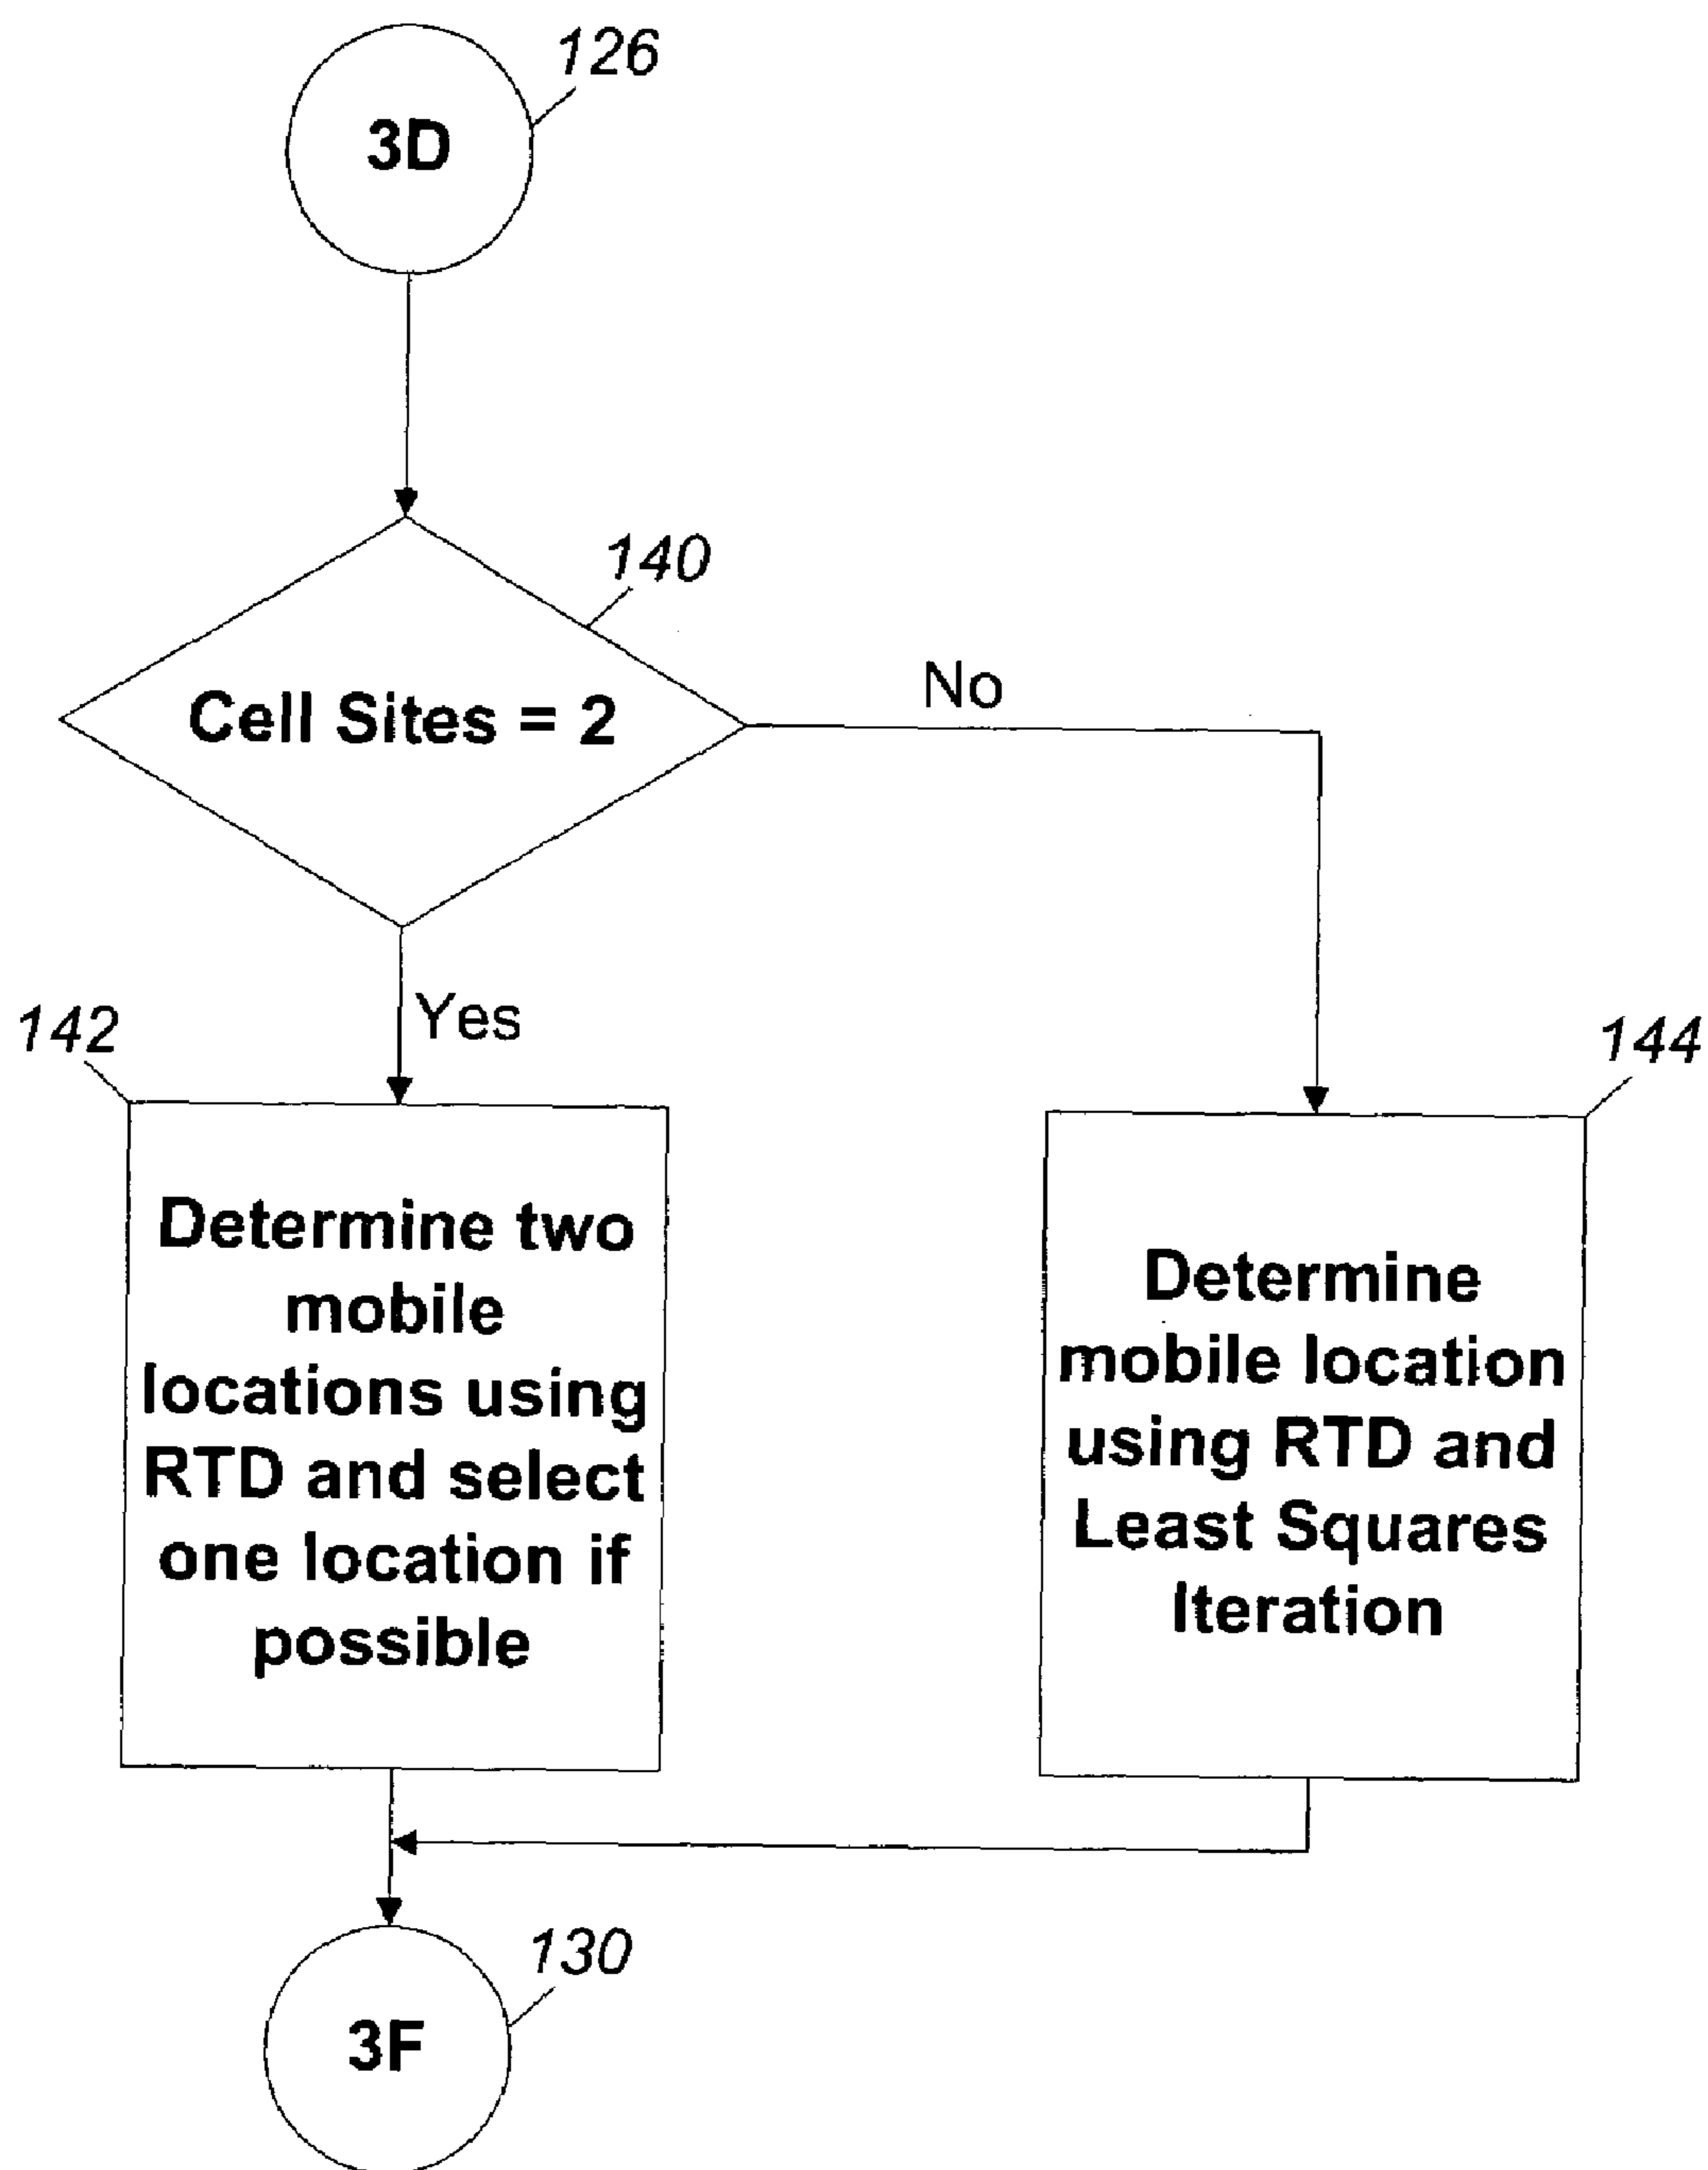 126
3D
140
Cell Sites = 2
No
Yes
142
144
Determine two
mobile
locations using
RTD and select
one location if
possible
Determine
mobile location
using RTD and
Least Squares
Iteration
130
3F